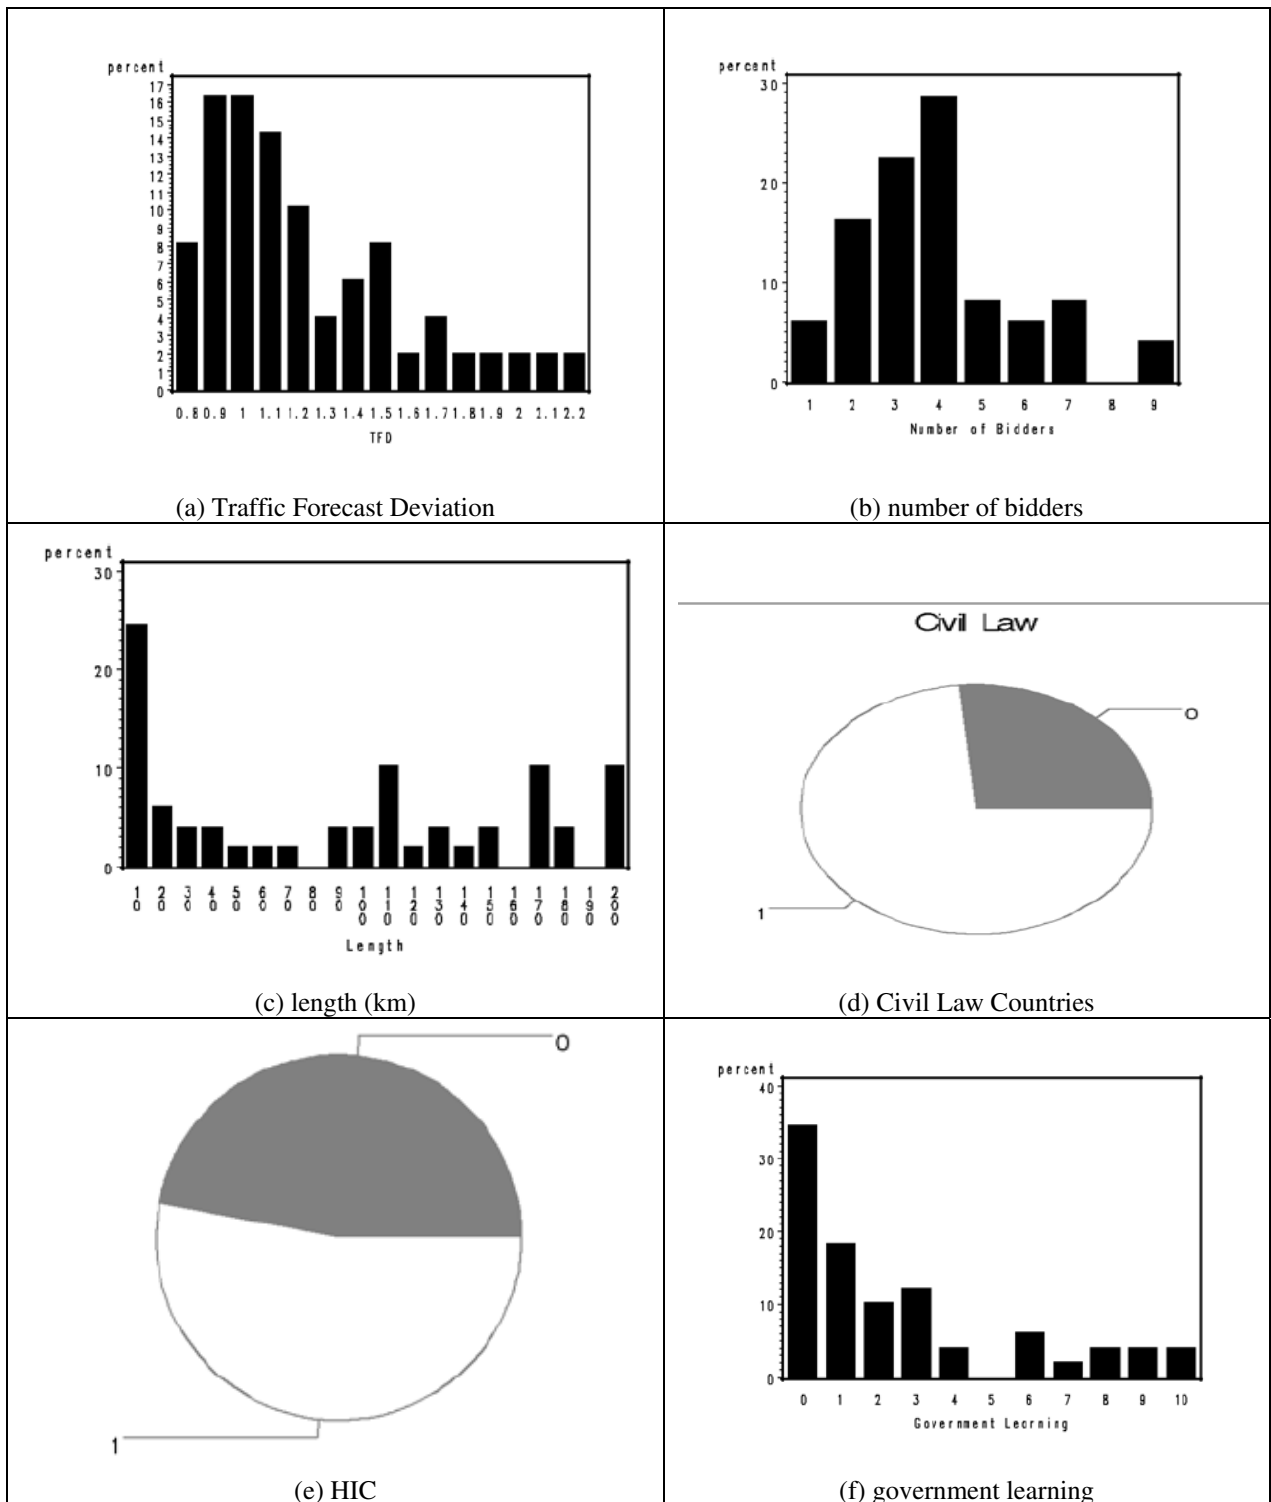 percent
17
16
15
14
13
12
11
10
9
8
7
6
5
4
3
2
1
0
0.8 0.9 1 1.1 1.2 1.3 1.4 1.5 1.6 1.7 1.8 1.9 2 2.1 2.2
TFD
(a) Traffic Forecast Deviation
percent
30
20
10
0
1 2 3 4 5 6 7 8 9
Number of Bidders
(b) number of bidders
percent
30
20
10
0
10 20 30 40 50 60 70 80 90 100 110 120 130 140 150 160 170 180 190 200
Length
(c) length (km)
Civil Law
0
1
(d) Civil Law Countries
0
1
(e) HIC
percent
40
30
20
10
0
0 1 2 3 4 5 6 7 8 9 10
Government Learning
(f) government learning